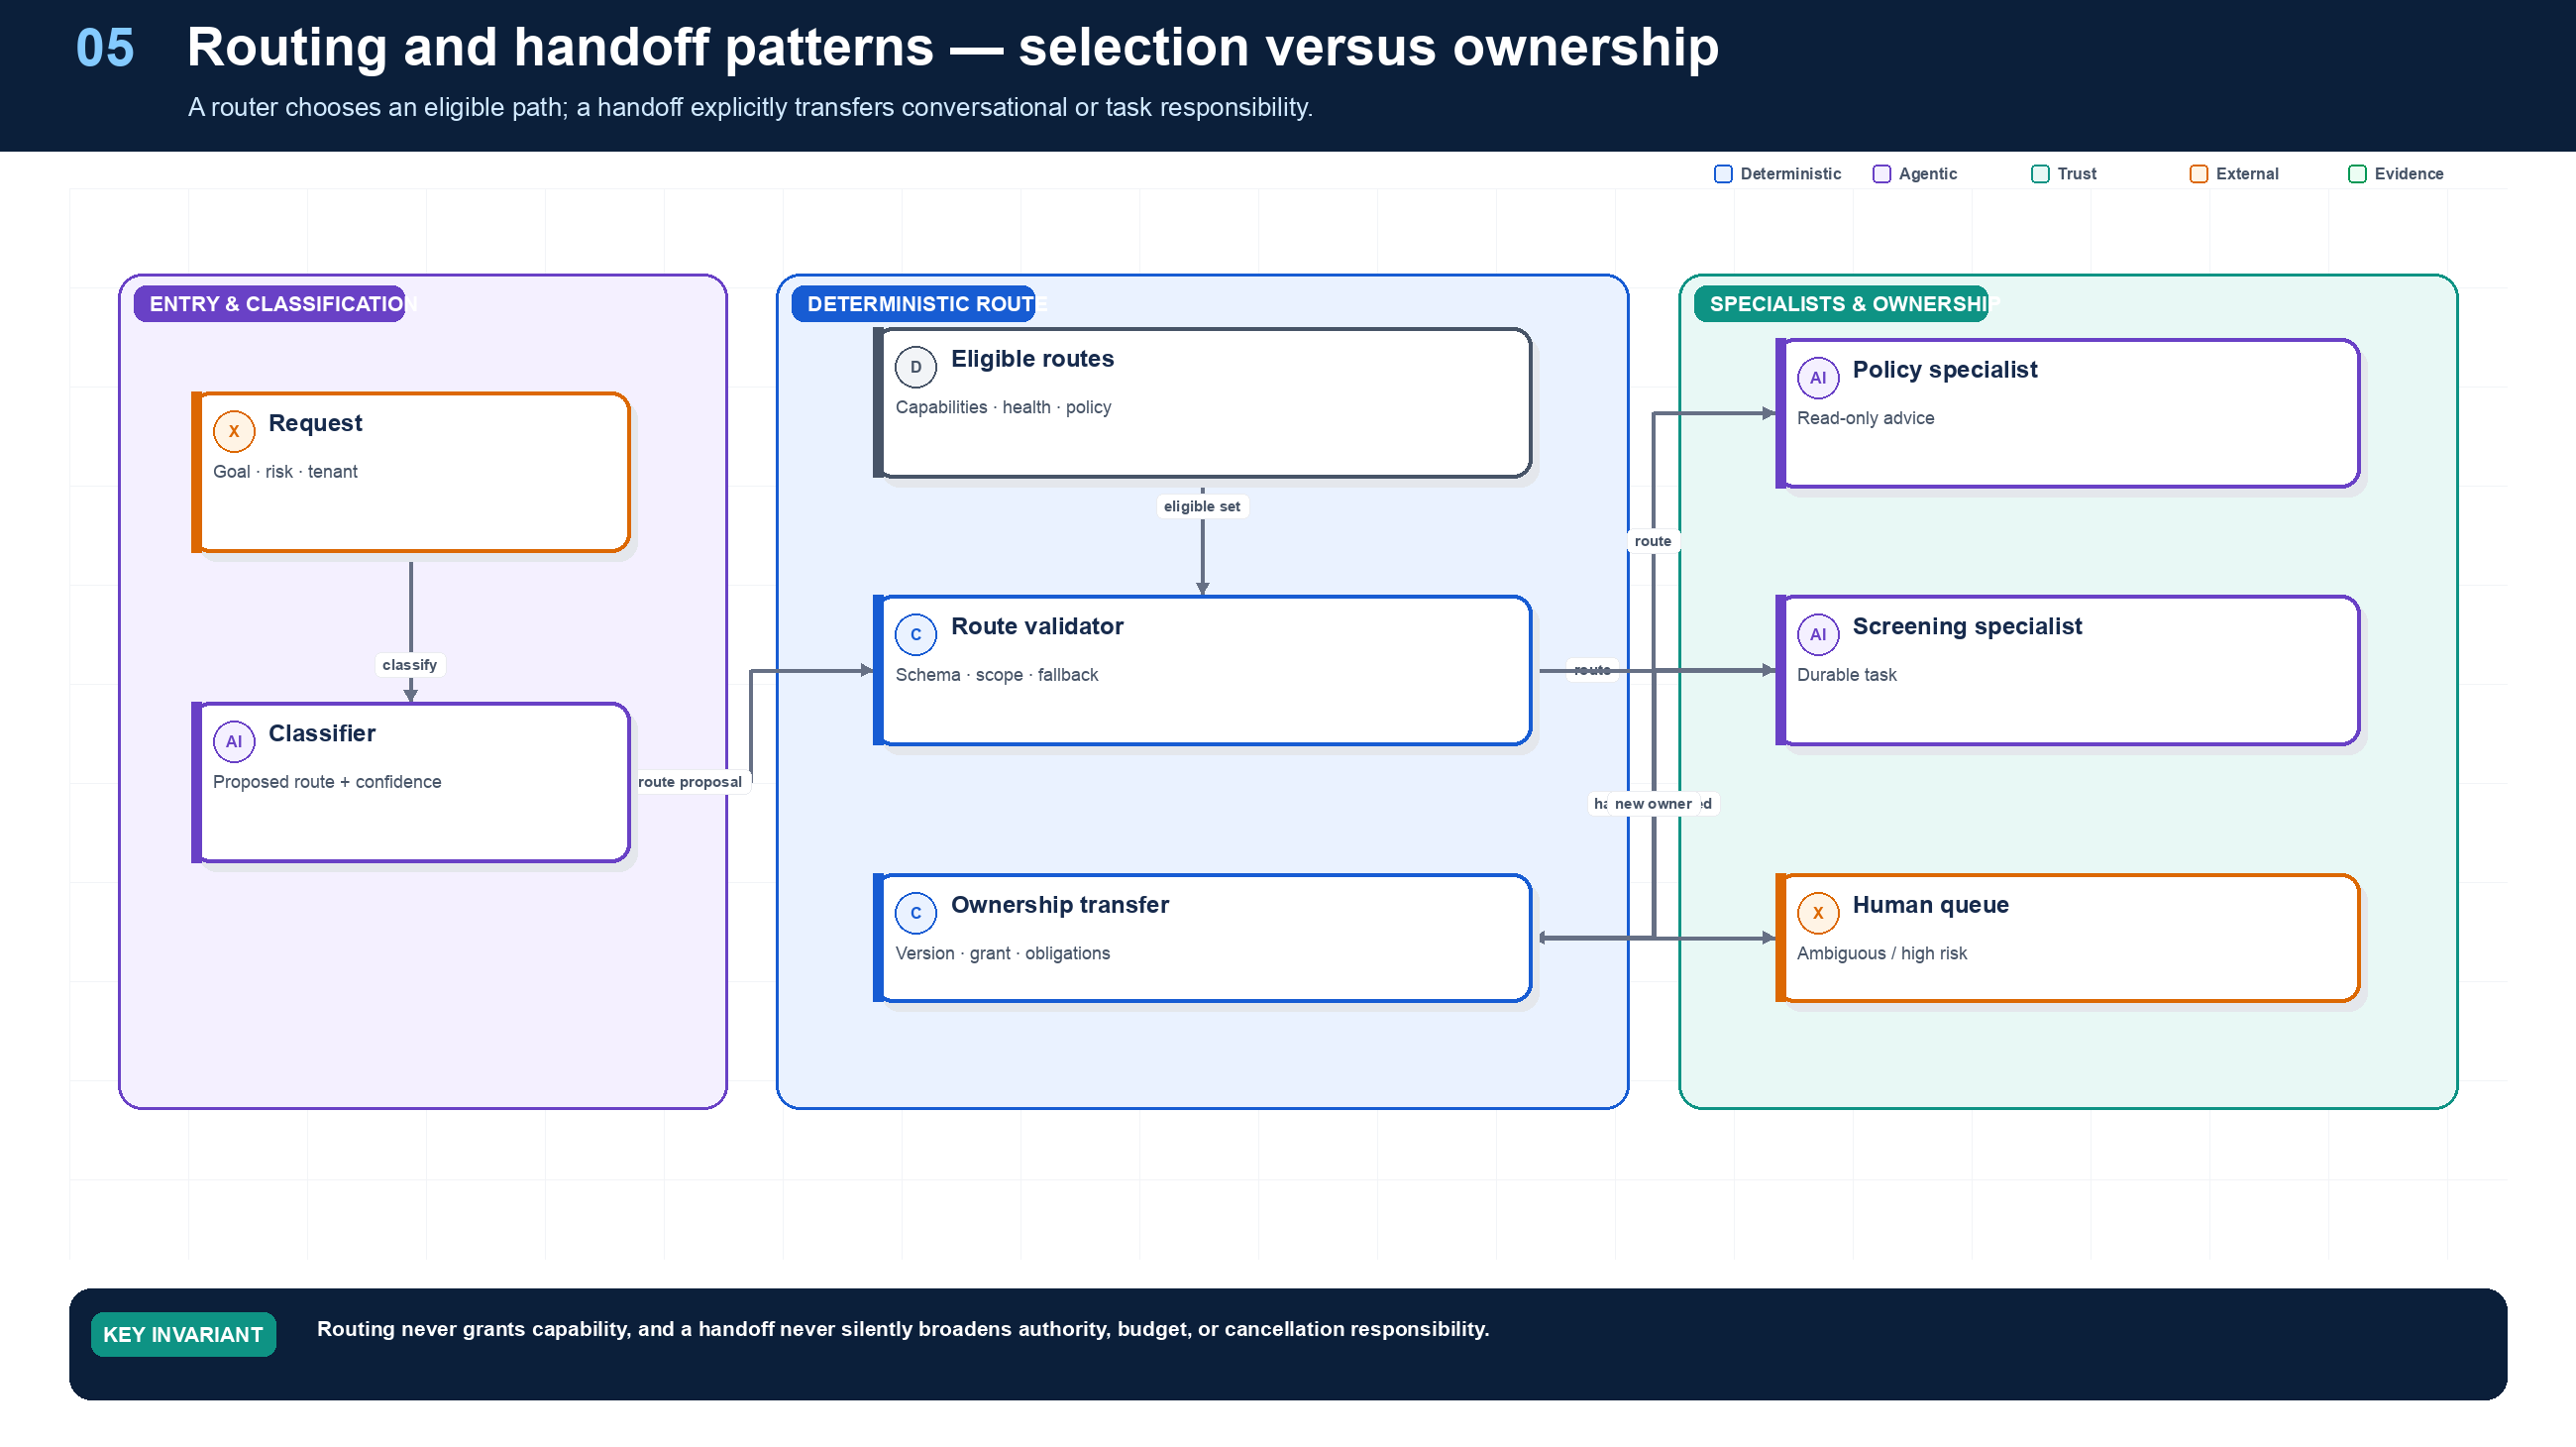 05
Routing and handoff patterns — selection versus ownership
A router chooses an eligible path; a handoff explicitly transfers conversational or task responsibility.
Deterministic
Agentic
Trust
External
Evidence
ENTRY & CLASSIFICATION
X
Request
Goal · risk · tenant
classify
AI
Classifier
Proposed route + confidence
route proposal
DETERMINISTIC ROUTE
D
Eligible routes
Capabilities · health · policy
eligible set
C
Route validator
Schema · scope · fallback
C
Ownership transfer
Version · grant · obligations
route
route
new owner
SPECIALISTS & OWNERSHIP
AI
Policy specialist
Read-only advice
AI
Screening specialist
Durable task
X
Human queue
Ambiguous / high risk
KEY INVARIANT
Routing never grants capability, and a handoff never silently broadens authority, budget, or cancellation responsibility.